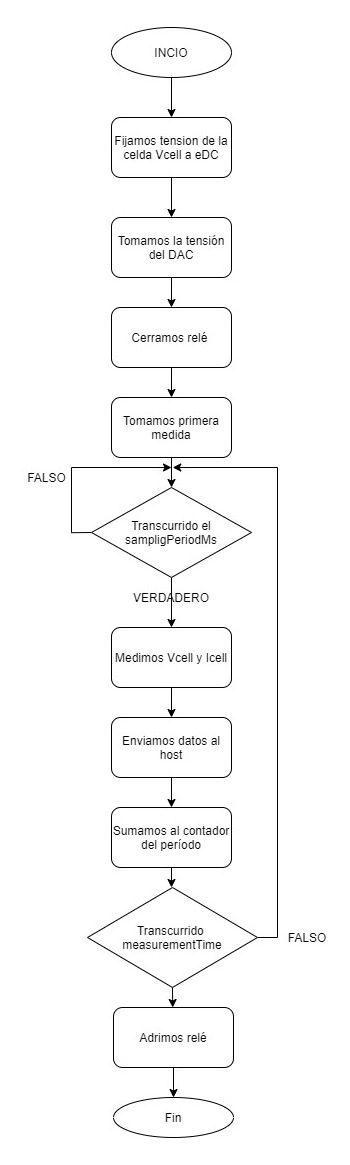 INCIO
Fijamos tension de la
celda Vcell a eDC
Tomamos la tensión
del DAC
Cerramos relé
Tomamos primera
medida
FALSO
Transcurrido el
sampligPeriodMs
VERDADERO
Medimos Vcell y Icell
Enviamos datos al
host
Sumamos al contador
del período
Transcurrido
measurementTime
FALSO
Adrimos relé
Fin